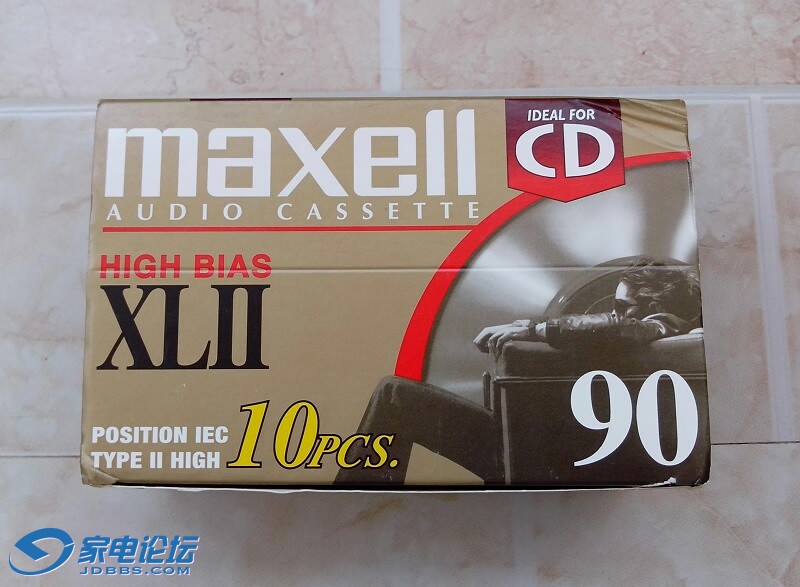 maxell
AUDIO CASSETTE
IDEAL FOR
CD
HIGH BIAS
XLII
POSITION IEC
TYPE II HIGH
10PCS.
90
家电论坛
JDBBS.COM